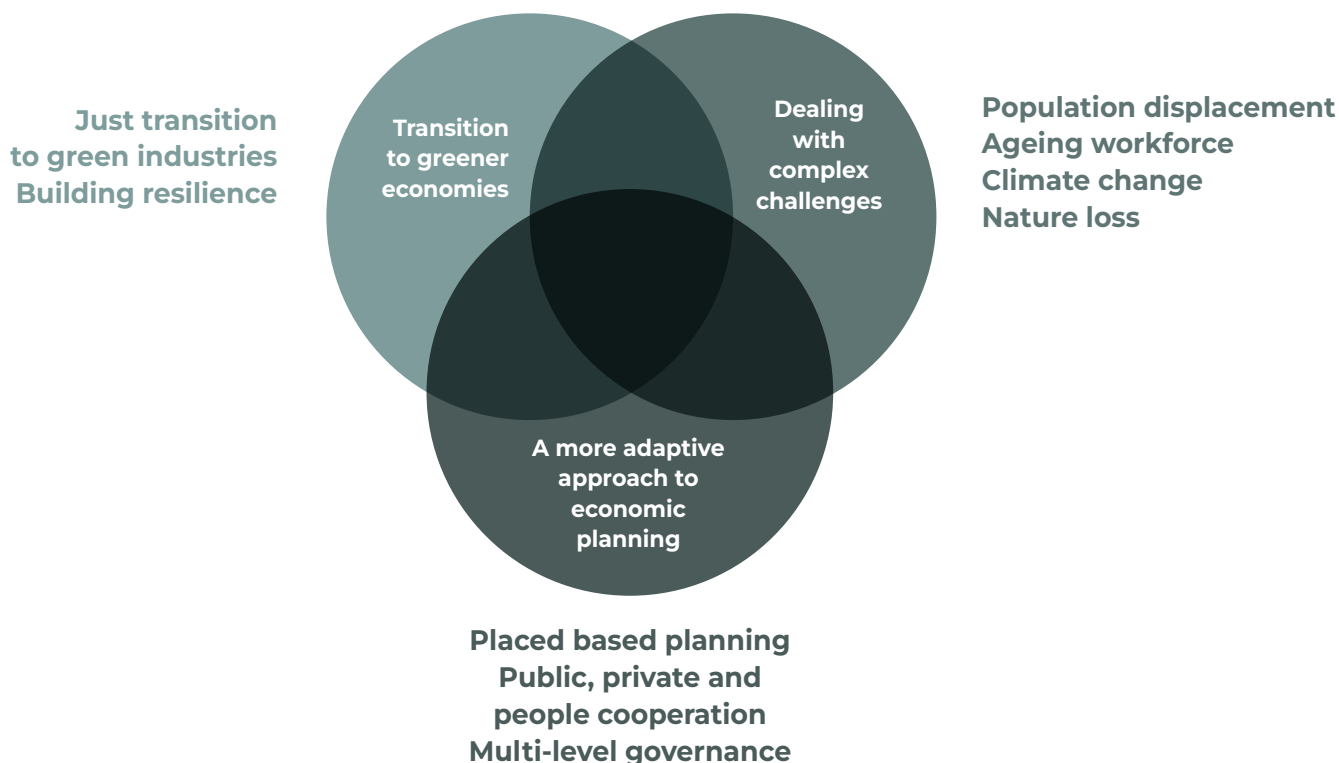 Just transition
to green industries
Building resilience
Transition
to greener
economies
Dealing
with
complex
challenges
Population displacement
Ageing workforce
Climate change
Nature loss
A more adaptive
approach to
economic
planning
Placed based planning
Public, private and
people cooperation
Multi-level governance